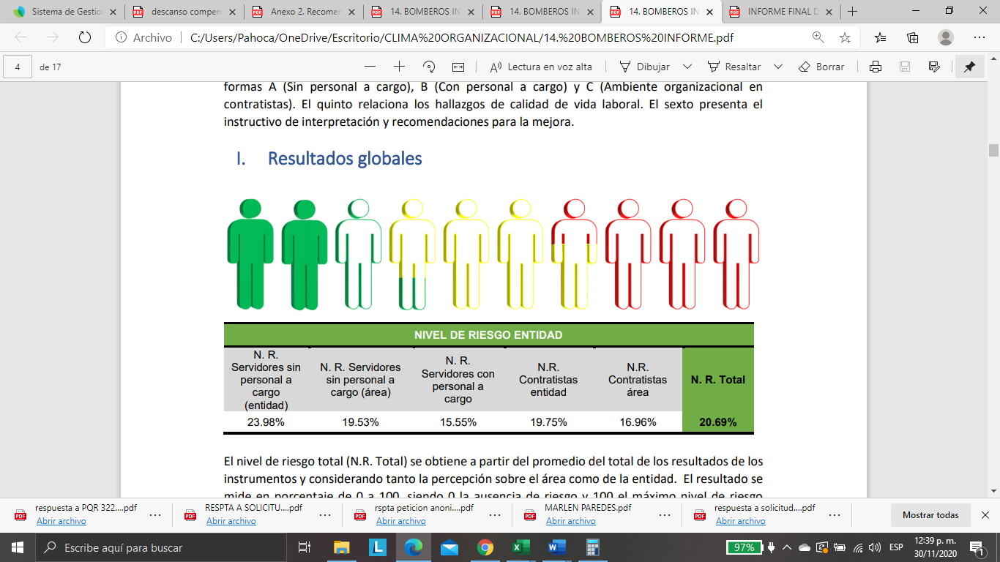 Sistema de Gestio
descanso compen
Anexo 2. Recomer
14. BOMBEROS IN
14. BOMBEROS IN
14. BOMBEROS IN
INFORME FINAL D
Archivo
C:/Users/Pahoca/OneDrive/Escritorio/CLIMA%20ORGANIZACIONAL/14.%20BOMBEROS%20INFORME.pdf
4 de 17
Lectura en voz alta
Dibujar
Resaltar
Borrar
formas A (Sin personal a cargo), B (Con personal a cargo) y C (Ambiente organizacional en
contratistas). El quinto relaciona los hallazgos de calidad de vida laboral. El sexto presenta el
instructivo de interpretación y recomendaciones para la mejora.
I. Resultados globales
NIVEL DE RIESGO ENTIDAD
N. R.
Servidores sin
personal a
cargo
(entidad)
N. R. Servidores
sin personal a
cargo (área)
N. R.
Servidores con
personal a
cargo
N.R.
Contratistas
entidad
N.R.
Contratistas
área
N. R. Total
23.98% 19.53% 15.55% 19.75% 16.96% 20.69%
El nivel de riesgo total (N.R. Total) se obtiene a partir del promedio del total de los resultados de los
instrumentos y considerando tanto la percepción sobre el área como de la entidad. El resultado se
mide en porcentaje de 0 a 100, siendo 0 la ausencia de riesgo y 100 el máximo nivel de riesgo
respuesta a PQR 322....pdf
Abrir archivo
RESPTA A SOLICITU....pdf
Abrir archivo
rspta peticion anoni....pdf
Abrir archivo
MARLEN PAREDES.pdf
Abrir archivo
respuesta a solicitud....pdf
Abrir archivo
Mostrar todas
Escribe aquí para buscar
97%
ESP
12:39 p. m.
30/11/2020
1